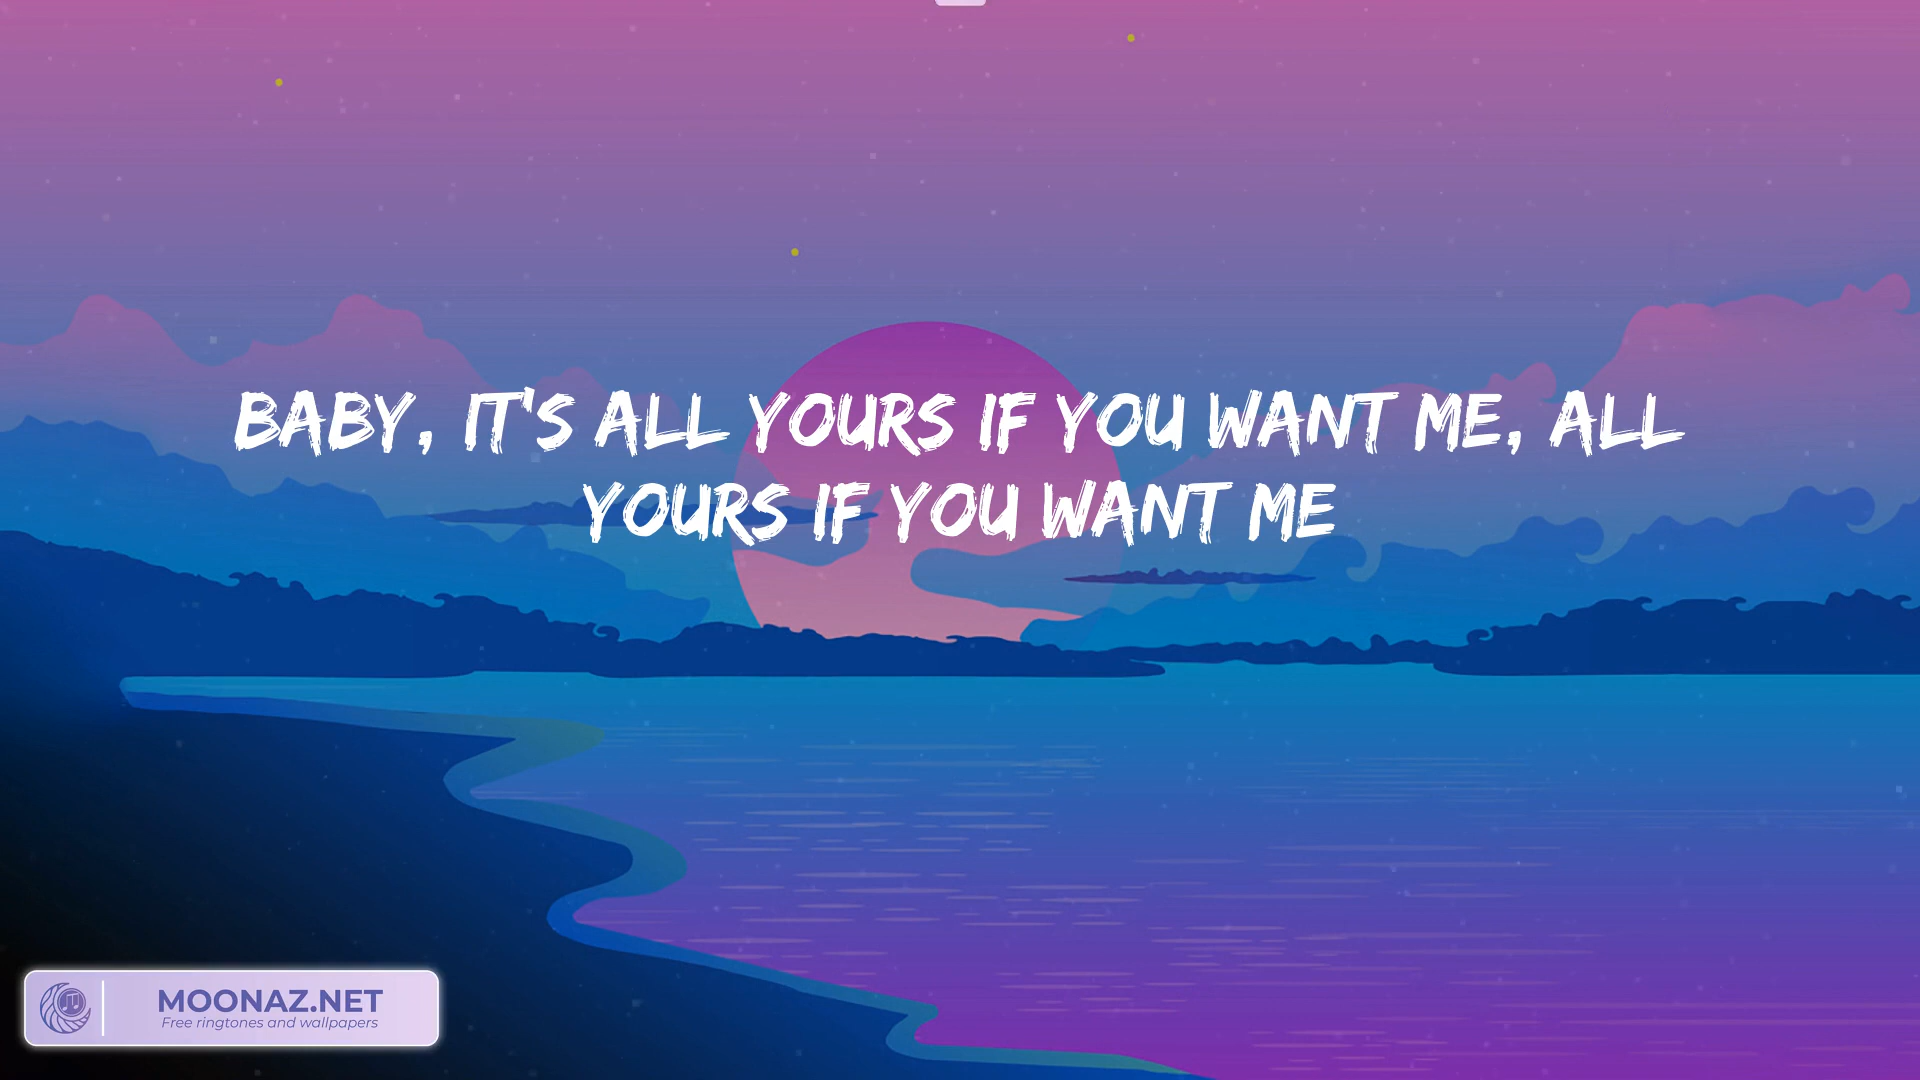 BABY, IT'S ALL YOURS IF YOU WANT ME, ALL
YOURS IF YOU WANT ME
MOONAZ.NET
Free ringtones and wallpapers